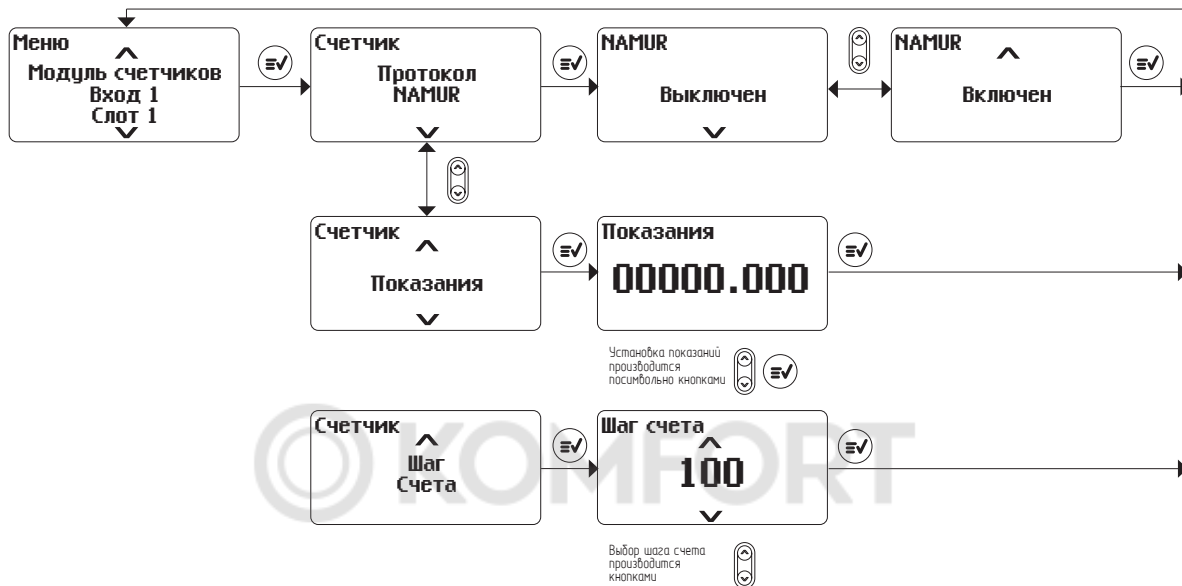 Меню
Модуль счетчиков
Вход 1
Слот 1
Счетчик
Протокол
NAMUR
NAMUR
Выключен
NAMUR
Включен
Счетчик
Показания
Показания
00000.000
Установка показаний
производится
посимвольно кнопками
Счетчик
Шаг
Счета
Шаг счета
100
Выбор шага счета
производится
кнопками
KOMFORT